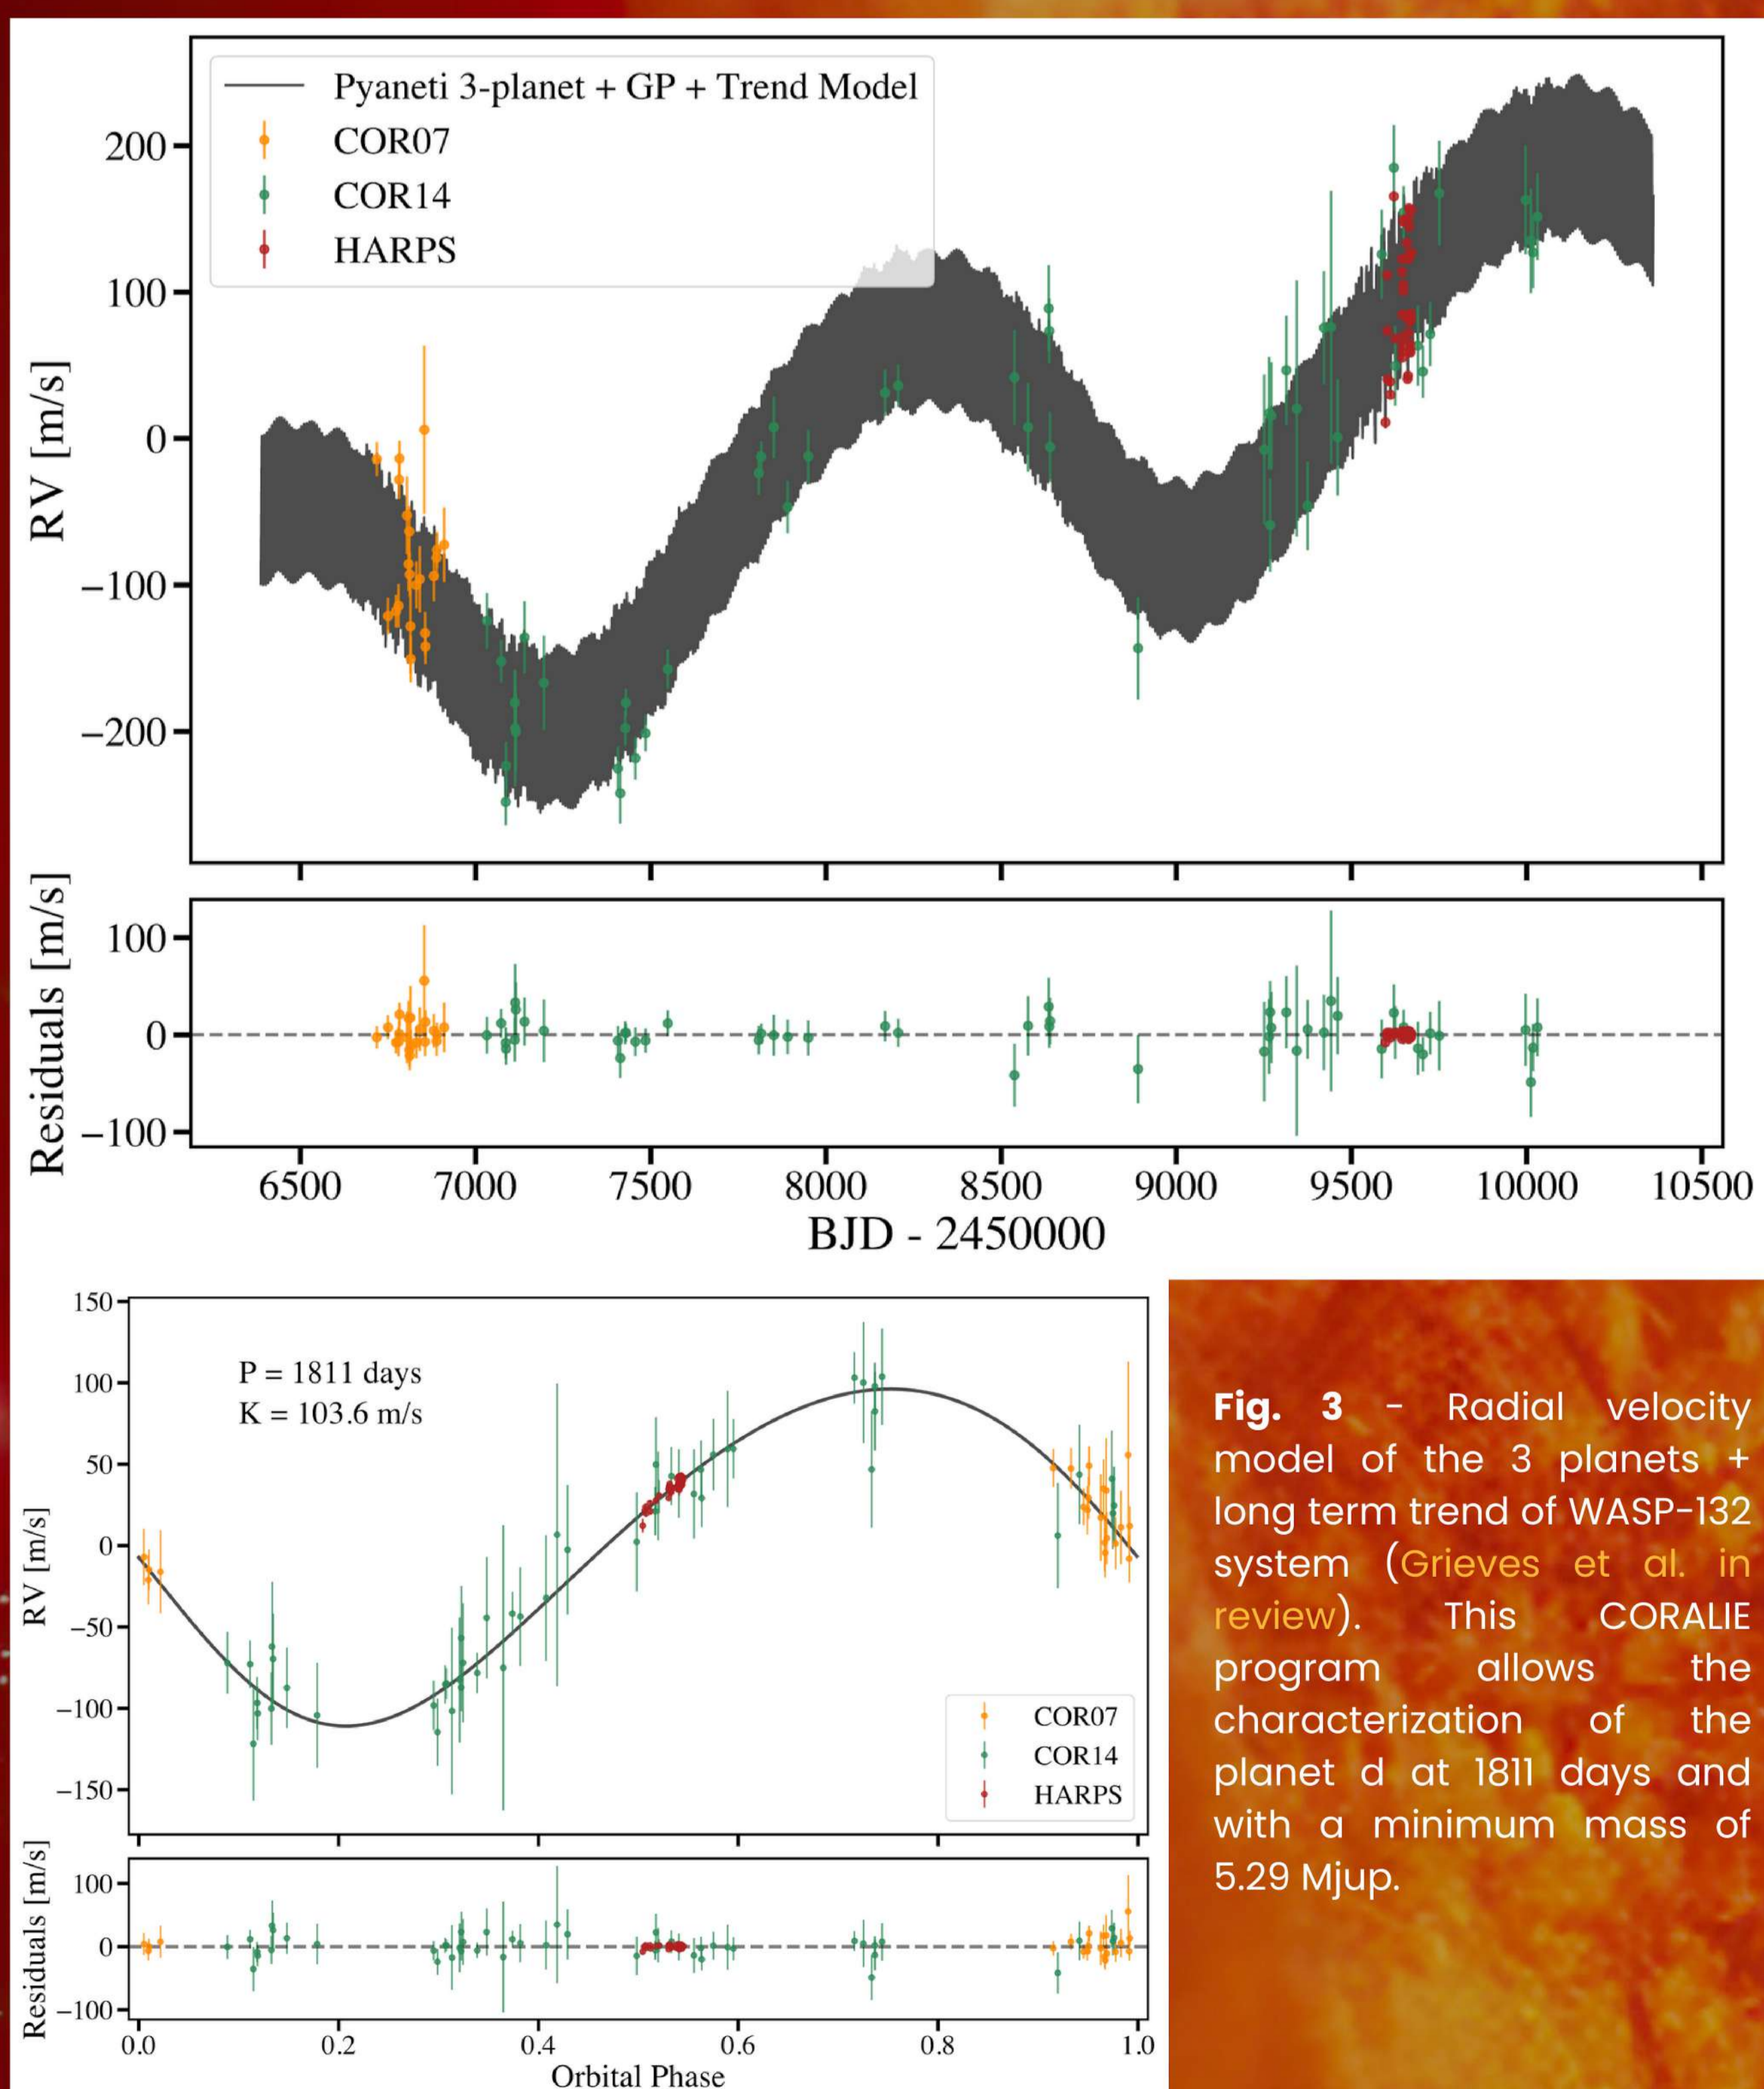 Pyaneti 3-planet + GP + Trend Model
COR07
COR14
HARPS
200
100
0
−100
−200
RV [m/s]
100
0
−100
Residuals [m/s]
6500 7000 7500 8000 8500 9000 9500 10000 10500
BJD - 2450000
150
100
50
0
−50
−100
−150
RV [m/s]
P = 1811 days
K = 103.6 m/s
COR07
COR14
HARPS
100
0
−100
Residuals [m/s]
0.0 0.2 0.4 0.6 0.8 1.0
Orbital Phase
Fig. 3 - Radial velocity
model of the 3 planets +
long term trend of WASP-132
system (Grieves et al. in
review). This CORALIE
program allows the
characterization of the
planet d at 1811 days and
with a minimum mass of
5.29 Mjup.